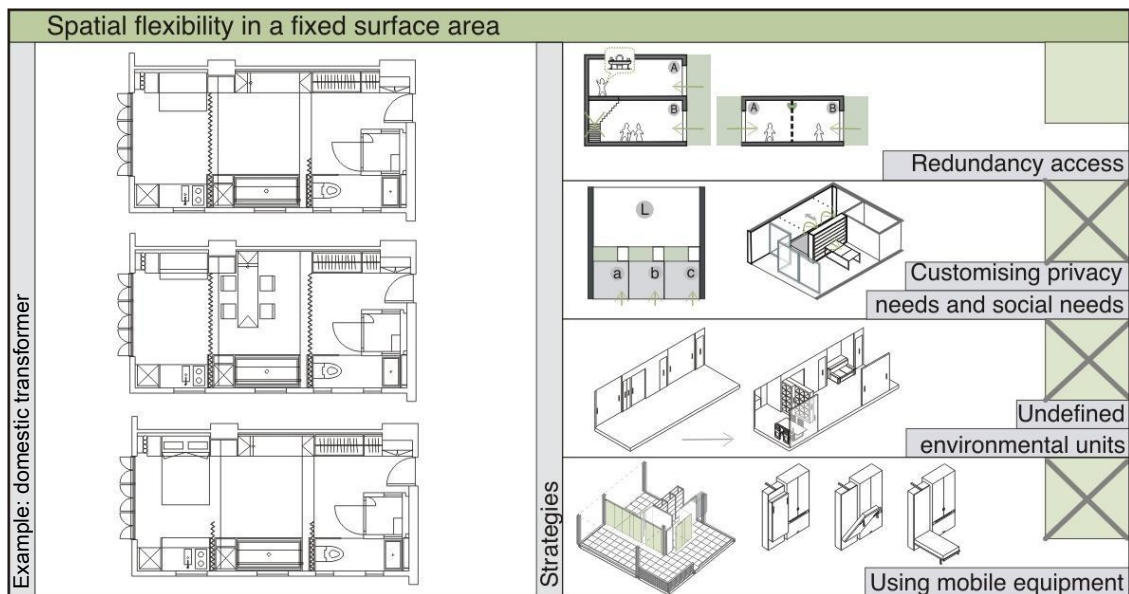 Spatial flexibility in a fixed surface area
Example: domestic transformer
Strategies
A
B
A
B
Redundancy access
L
a
b
c
Customising privacy
needs and social needs
Undefined
environmental units
Using mobile equipment